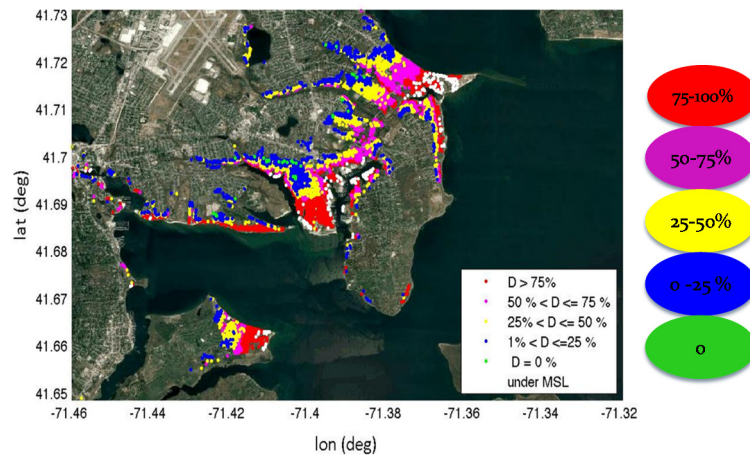 41.73
41.72
41.71
41.7
41.69
41.68
41.67
41.66
41.65
lat (deg)
-71.46
-71.44
-71.42
-71.4
-71.38
-71.36
-71.34
-71.32
lon (deg)
D > 75%
50 % < D <= 75 %
25% < D <= 50 %
1% < D <=25 %
D = 0 %
under MSL
75-100%
50-75%
25-50%
0 -25 %
0